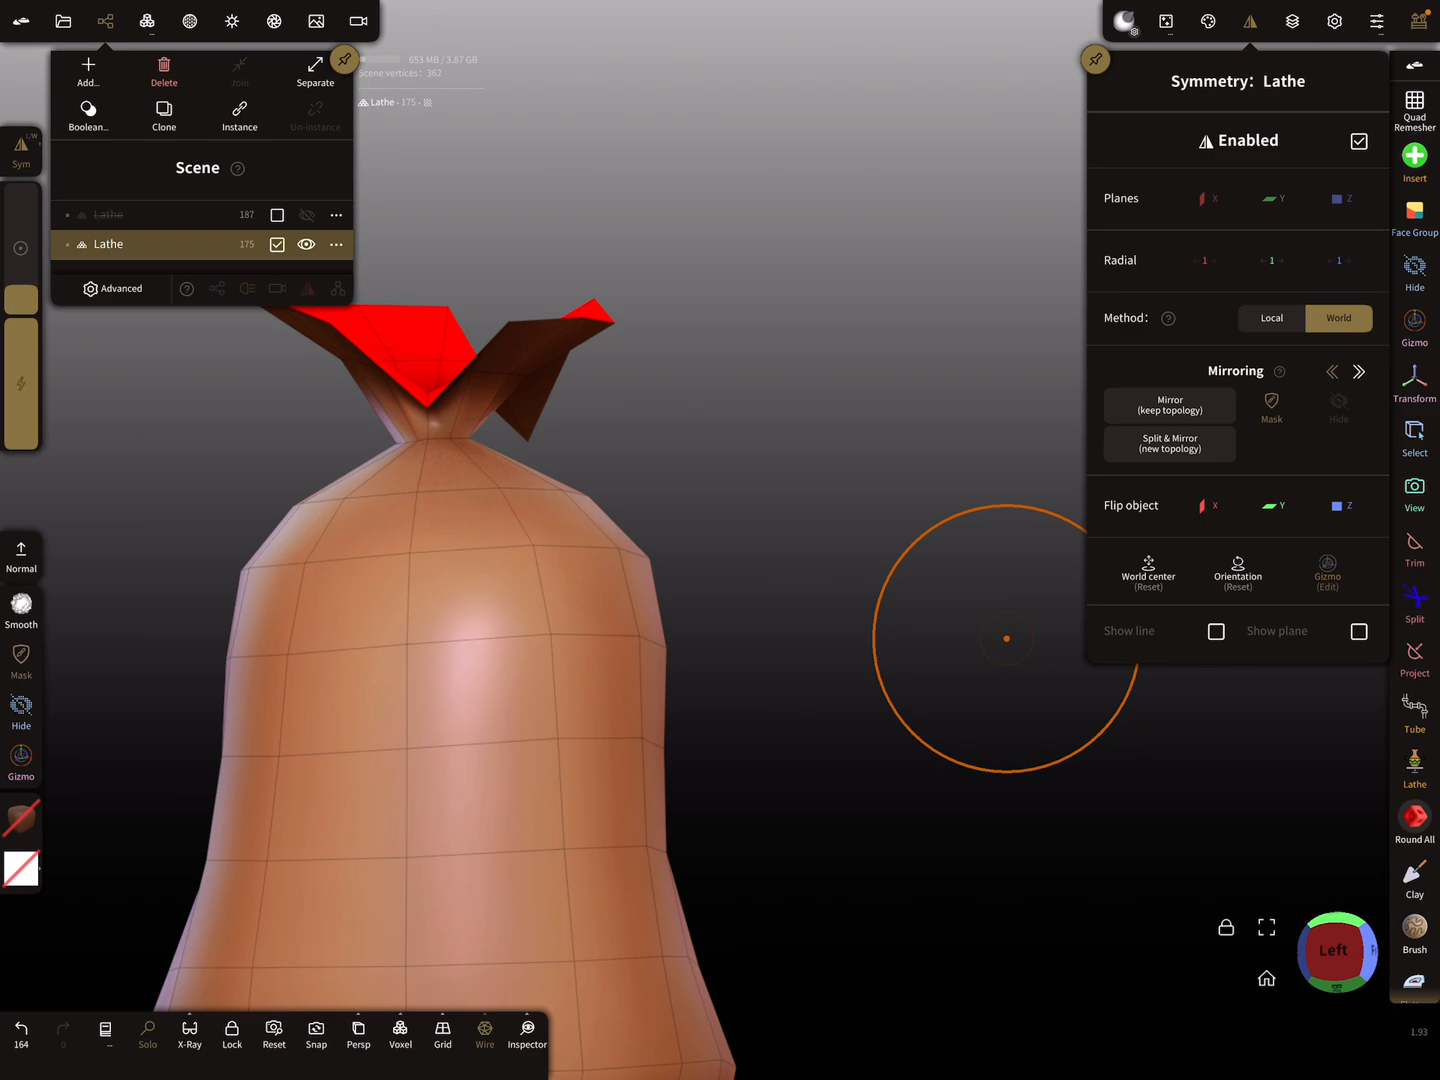 653 MB / 3.87 GB
Scene vertices: 362
Lathe - 175 -
Add...
Delete
Join
Separate
Boolean...
Clone
Instance
Un-instance
Scene
Lathe 187
Lathe 175
Advanced
Sym
Normal
Smooth
Mask
Hide
Gizmo
164
0
...
Solo
X-Ray
Lock
Reset
Snap
Persp
Voxel
Grid
Wire
Inspector
Symmetry: Lathe
Enabled
Planes X Y Z
Radial 1 1 1
Method: Local World
Mirroring
Mirror
(keep topology)
Mask
Hide
Split & Mirror
(new topology)
Flip object X Y Z
World center
(Reset)
Orientation
(Reset)
Gizmo
(Edit)
Show line
Show plane
Quad
Remesher
Insert
Face Group
Hide
Gizmo
Transform
Select
View
Trim
Split
Project
Tube
Lathe
Round All
Clay
Brush
Left
1.93